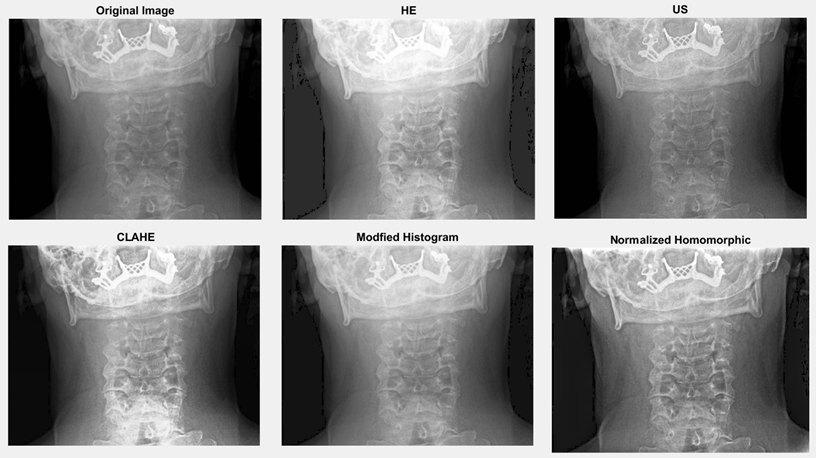 Original Image
HE
US
CLAHE
Modfied Histogram
Normalized Homomorphic